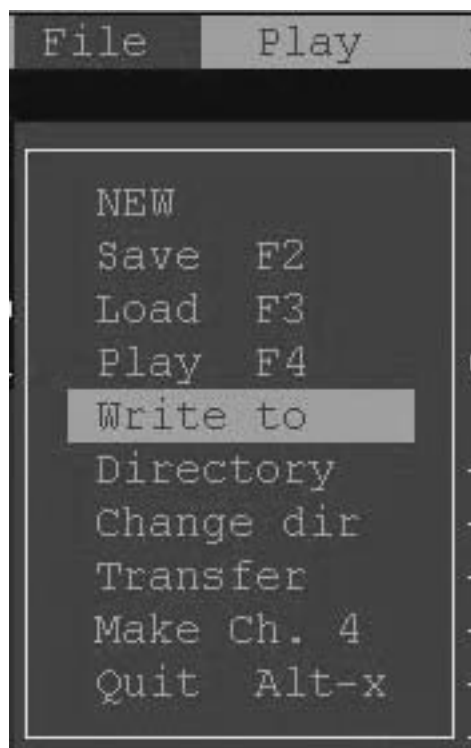 File Play
NEW
Save F2
Load F3
Play F4
Write to
Directory
Change dir
Transfer
Make Ch. 4
Quit Alt-x